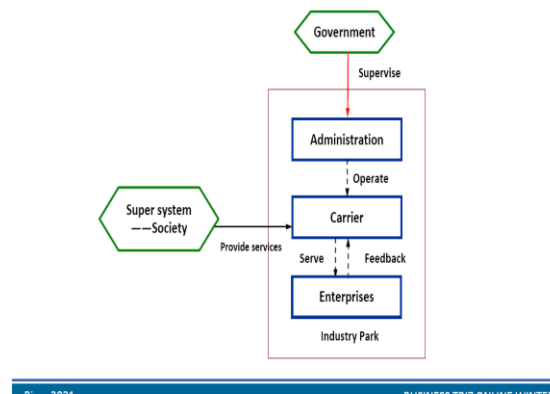 Government
Supervise
Administration
Operate
Super system
——Society
Carrier
Provide services
Serve
Feedback
Enterprises
Industry Park